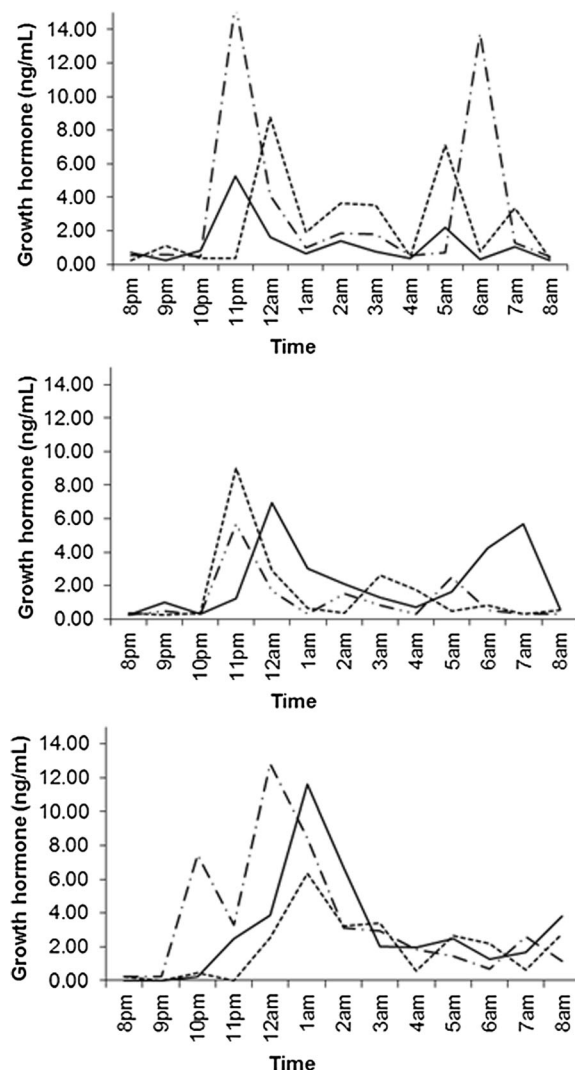 Growth hormone (ng/mL)
14.00
12.00
10.00
8.00
6.00
4.00
2.00
0.00
8pm
9pm
10pm
11pm
12am
1am
2am
3am
4am
5am
6am
7am
8am
Time
Growth hormone (ng/mL)
14.00
12.00
10.00
8.00
6.00
4.00
2.00
0.00
8pm
9pm
10pm
11pm
12am
1am
2am
3am
4am
5am
6am
7am
8am
Time
Growth hormone (ng/mL)
14.00
12.00
10.00
8.00
6.00
4.00
2.00
0.00
8pm
9pm
10pm
11pm
12am
1am
2am
3am
4am
5am
6am
7am
8am
Time